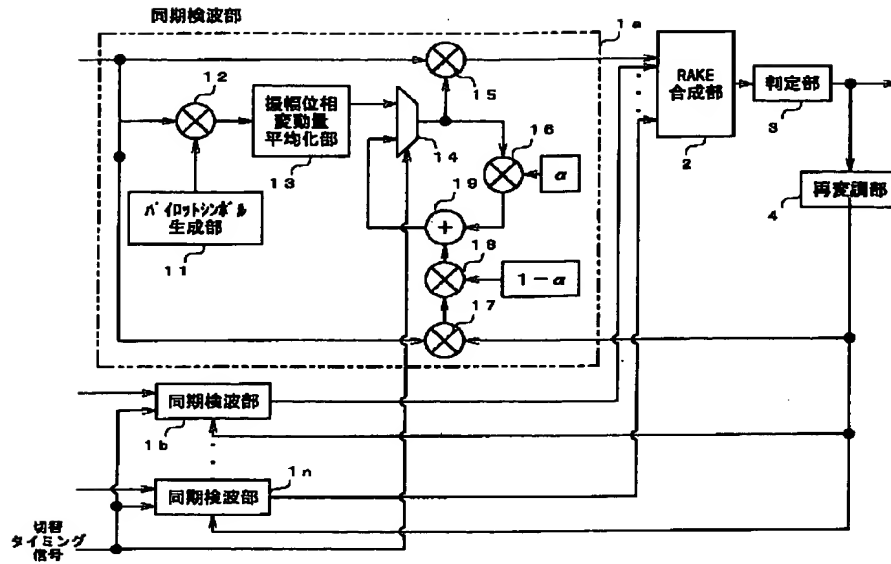 同期検波部
1a
12
振幅位相
変動量
平均化部
13
14
15
RAKE
合成部
2
判定部
3
16
α
19
+
再変調部
4
パイロットシンボル
生成部
11
18
1-α
17
同期検波部
1b
1n
同期検波部
切替
タイミング
信号